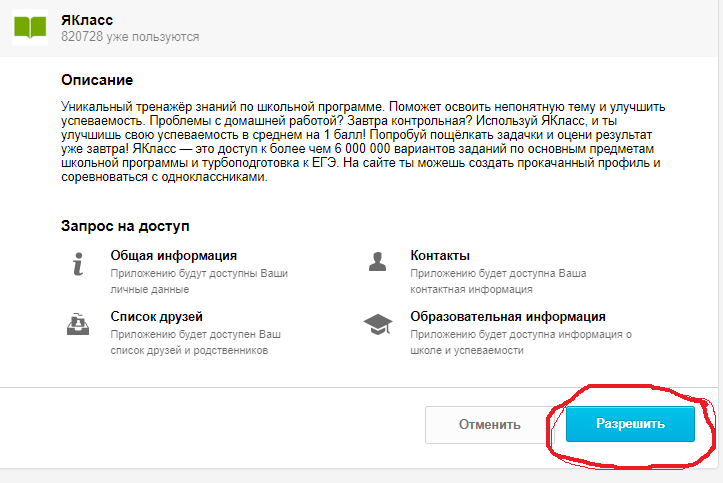 ЯКласс
820728 уже пользуются
Описание
Уникальный тренажёр знаний по школьной программе. Поможет освоить непонятную тему и улучшить
успеваемость. Проблемы с домашней работой? Завтра контрольная? Используй ЯКласс, и ты
улучшишь свою успеваемость в среднем на 1 балл! Попробуй пощёлкать задачки и оцени результат
уже завтра! ЯКласс — это доступ к более чем 6 000 000 вариантов заданий по основным предметам
школьной программы и турбоподготовка к ЕГЭ. На сайте ты можешь создать прокачанный профиль и
соревноваться с одноклассниками.
Запрос на доступ
Общая информация
Приложению будут доступны Ваши
личные данные
Контакты
Приложению будет доступна Ваша
контактная информация
Список друзей
Приложению будет доступен Ваш
список друзей и родственников
Образовательная информация
Приложению будет доступна информация о
школе и успеваемости
Отменить
Разрешить